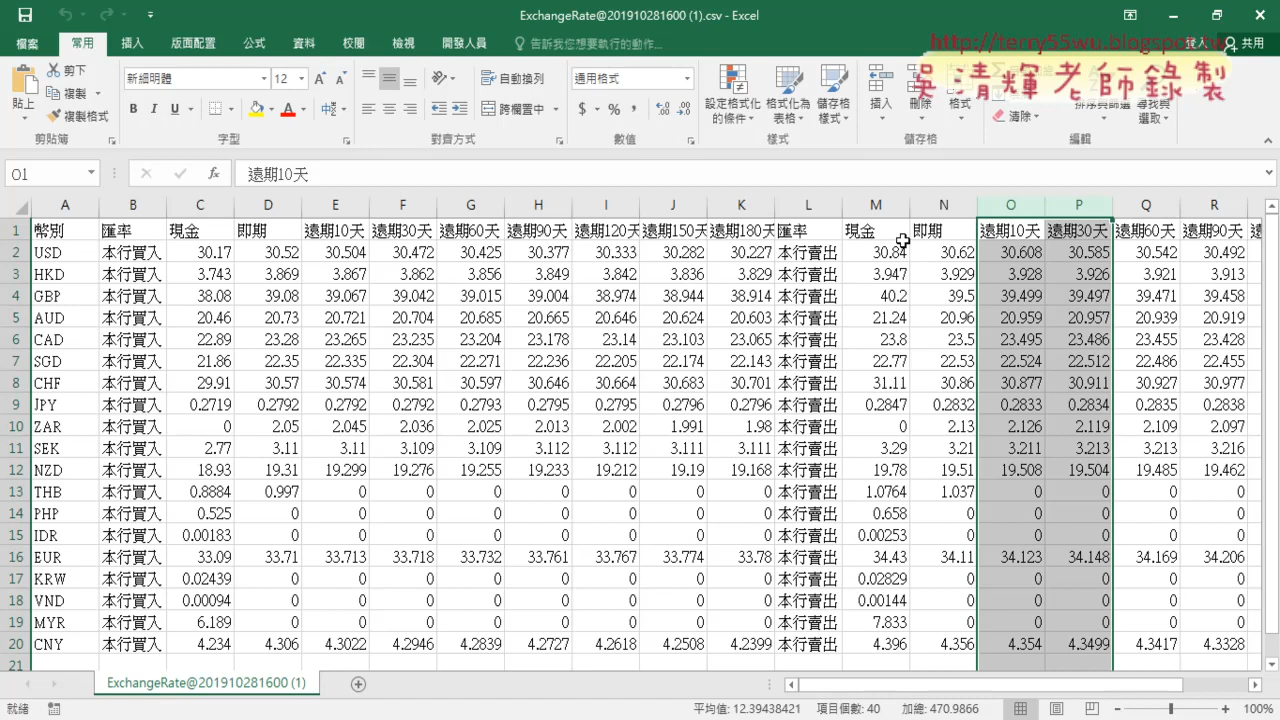 ExchangeRate@201910281600 (1).csv - Excel
檔案 常用 插入 版面配置 公式 資料 校閱 檢視 開發人員 告訴我您想要執行的動作... 登入 共用
http://terry55wu.blogspot.tw
吳清輝老師錄製
貼上 剪下 複製 複製格式 新細明體 12 B I U A A A 中 自動換列 跨欄置中 通用格式 $ % , 設定格式化的條件 格式化為表格 儲存格樣式 插入 刪除 格式 清除 排序與篩選 尋找與選取
剪貼簿 字型 對齊方式 數值 樣式 儲存格 編輯
O1 fx 遠期10天
A B C D E F G H I J K L M N O P Q R
1 幣別 匯率 現金 即期 遠期10天 遠期30天 遠期60天 遠期90天 遠期120天 遠期150天 遠期180天 匯率 現金 即期 遠期10天 遠期30天 遠期60天 遠期90天 遠
2 USD 本行買入 30.17 30.52 30.504 30.472 30.425 30.377 30.333 30.282 30.227 本行賣出 30.84 30.62 30.608 30.585 30.542 30.492
3 HKD 本行買入 3.743 3.869 3.867 3.862 3.856 3.849 3.842 3.836 3.829 本行賣出 3.947 3.929 3.928 3.926 3.921 3.913
4 GBP 本行買入 38.08 39.08 39.067 39.042 39.015 39.004 38.974 38.944 38.914 本行賣出 40.2 39.5 39.499 39.497 39.471 39.458
5 AUD 本行買入 20.46 20.73 20.721 20.704 20.685 20.665 20.646 20.624 20.603 本行賣出 21.24 20.96 20.959 20.957 20.939 20.919
6 CAD 本行買入 22.89 23.28 23.265 23.235 23.204 23.178 23.14 23.103 23.065 本行賣出 23.8 23.5 23.495 23.486 23.455 23.428
7 SGD 本行買入 21.86 22.35 22.335 22.304 22.271 22.236 22.205 22.174 22.143 本行賣出 22.77 22.53 22.524 22.512 22.486 22.455
8 CHF 本行買入 29.91 30.57 30.574 30.581 30.597 30.646 30.664 30.683 30.701 本行賣出 31.11 30.86 30.877 30.911 30.927 30.977
9 JPY 本行買入 0.2719 0.2792 0.2792 0.2792 0.2793 0.2795 0.2795 0.2796 0.2796 本行賣出 0.2847 0.2832 0.2833 0.2834 0.2835 0.2838
10 ZAR 本行買入 0 2.05 2.045 2.036 2.025 2.013 2.002 1.991 1.98 本行賣出 0 2.13 2.126 2.119 2.109 2.097
11 SEK 本行買入 2.77 3.11 3.11 3.109 3.109 3.112 3.112 3.111 3.111 本行賣出 3.29 3.21 3.211 3.213 3.213 3.216
12 NZD 本行買入 18.93 19.31 19.299 19.276 19.255 19.233 19.212 19.19 19.168 本行賣出 19.78 19.51 19.508 19.504 19.485 19.462
13 THB 本行買入 0.8884 0.997 0 0 0 0 0 0 0 本行賣出 1.0764 1.037 0 0 0 0
14 PHP 本行買入 0.525 0 0 0 0 0 0 0 0 本行賣出 0.658 0 0 0 0 0
15 IDR 本行買入 0.00183 0 0 0 0 0 0 0 0 本行賣出 0.00253 0 0 0 0 0
16 EUR 本行買入 33.09 33.71 33.713 33.718 33.732 33.761 33.767 33.774 33.78 本行賣出 34.43 34.11 34.123 34.148 34.169 34.206
17 KRW 本行買入 0.02439 0 0 0 0 0 0 0 0 本行賣出 0.02829 0 0 0 0 0
18 VND 本行買入 0.00094 0 0 0 0 0 0 0 0 本行賣出 0.00144 0 0 0 0 0
19 MYR 本行買入 6.189 0 0 0 0 0 0 0 0 本行賣出 7.833 0 0 0 0 0
20 CNY 本行買入 4.234 4.306 4.3022 4.2946 4.2839 4.2727 4.2618 4.2508 4.2399 本行賣出 4.396 4.356 4.354 4.3499 4.3417 4.3328
21
ExchangeRate@201910281600 (1)
就緒 平均值: 12.39438421 項目個數: 40 加總: 470.9866 100%